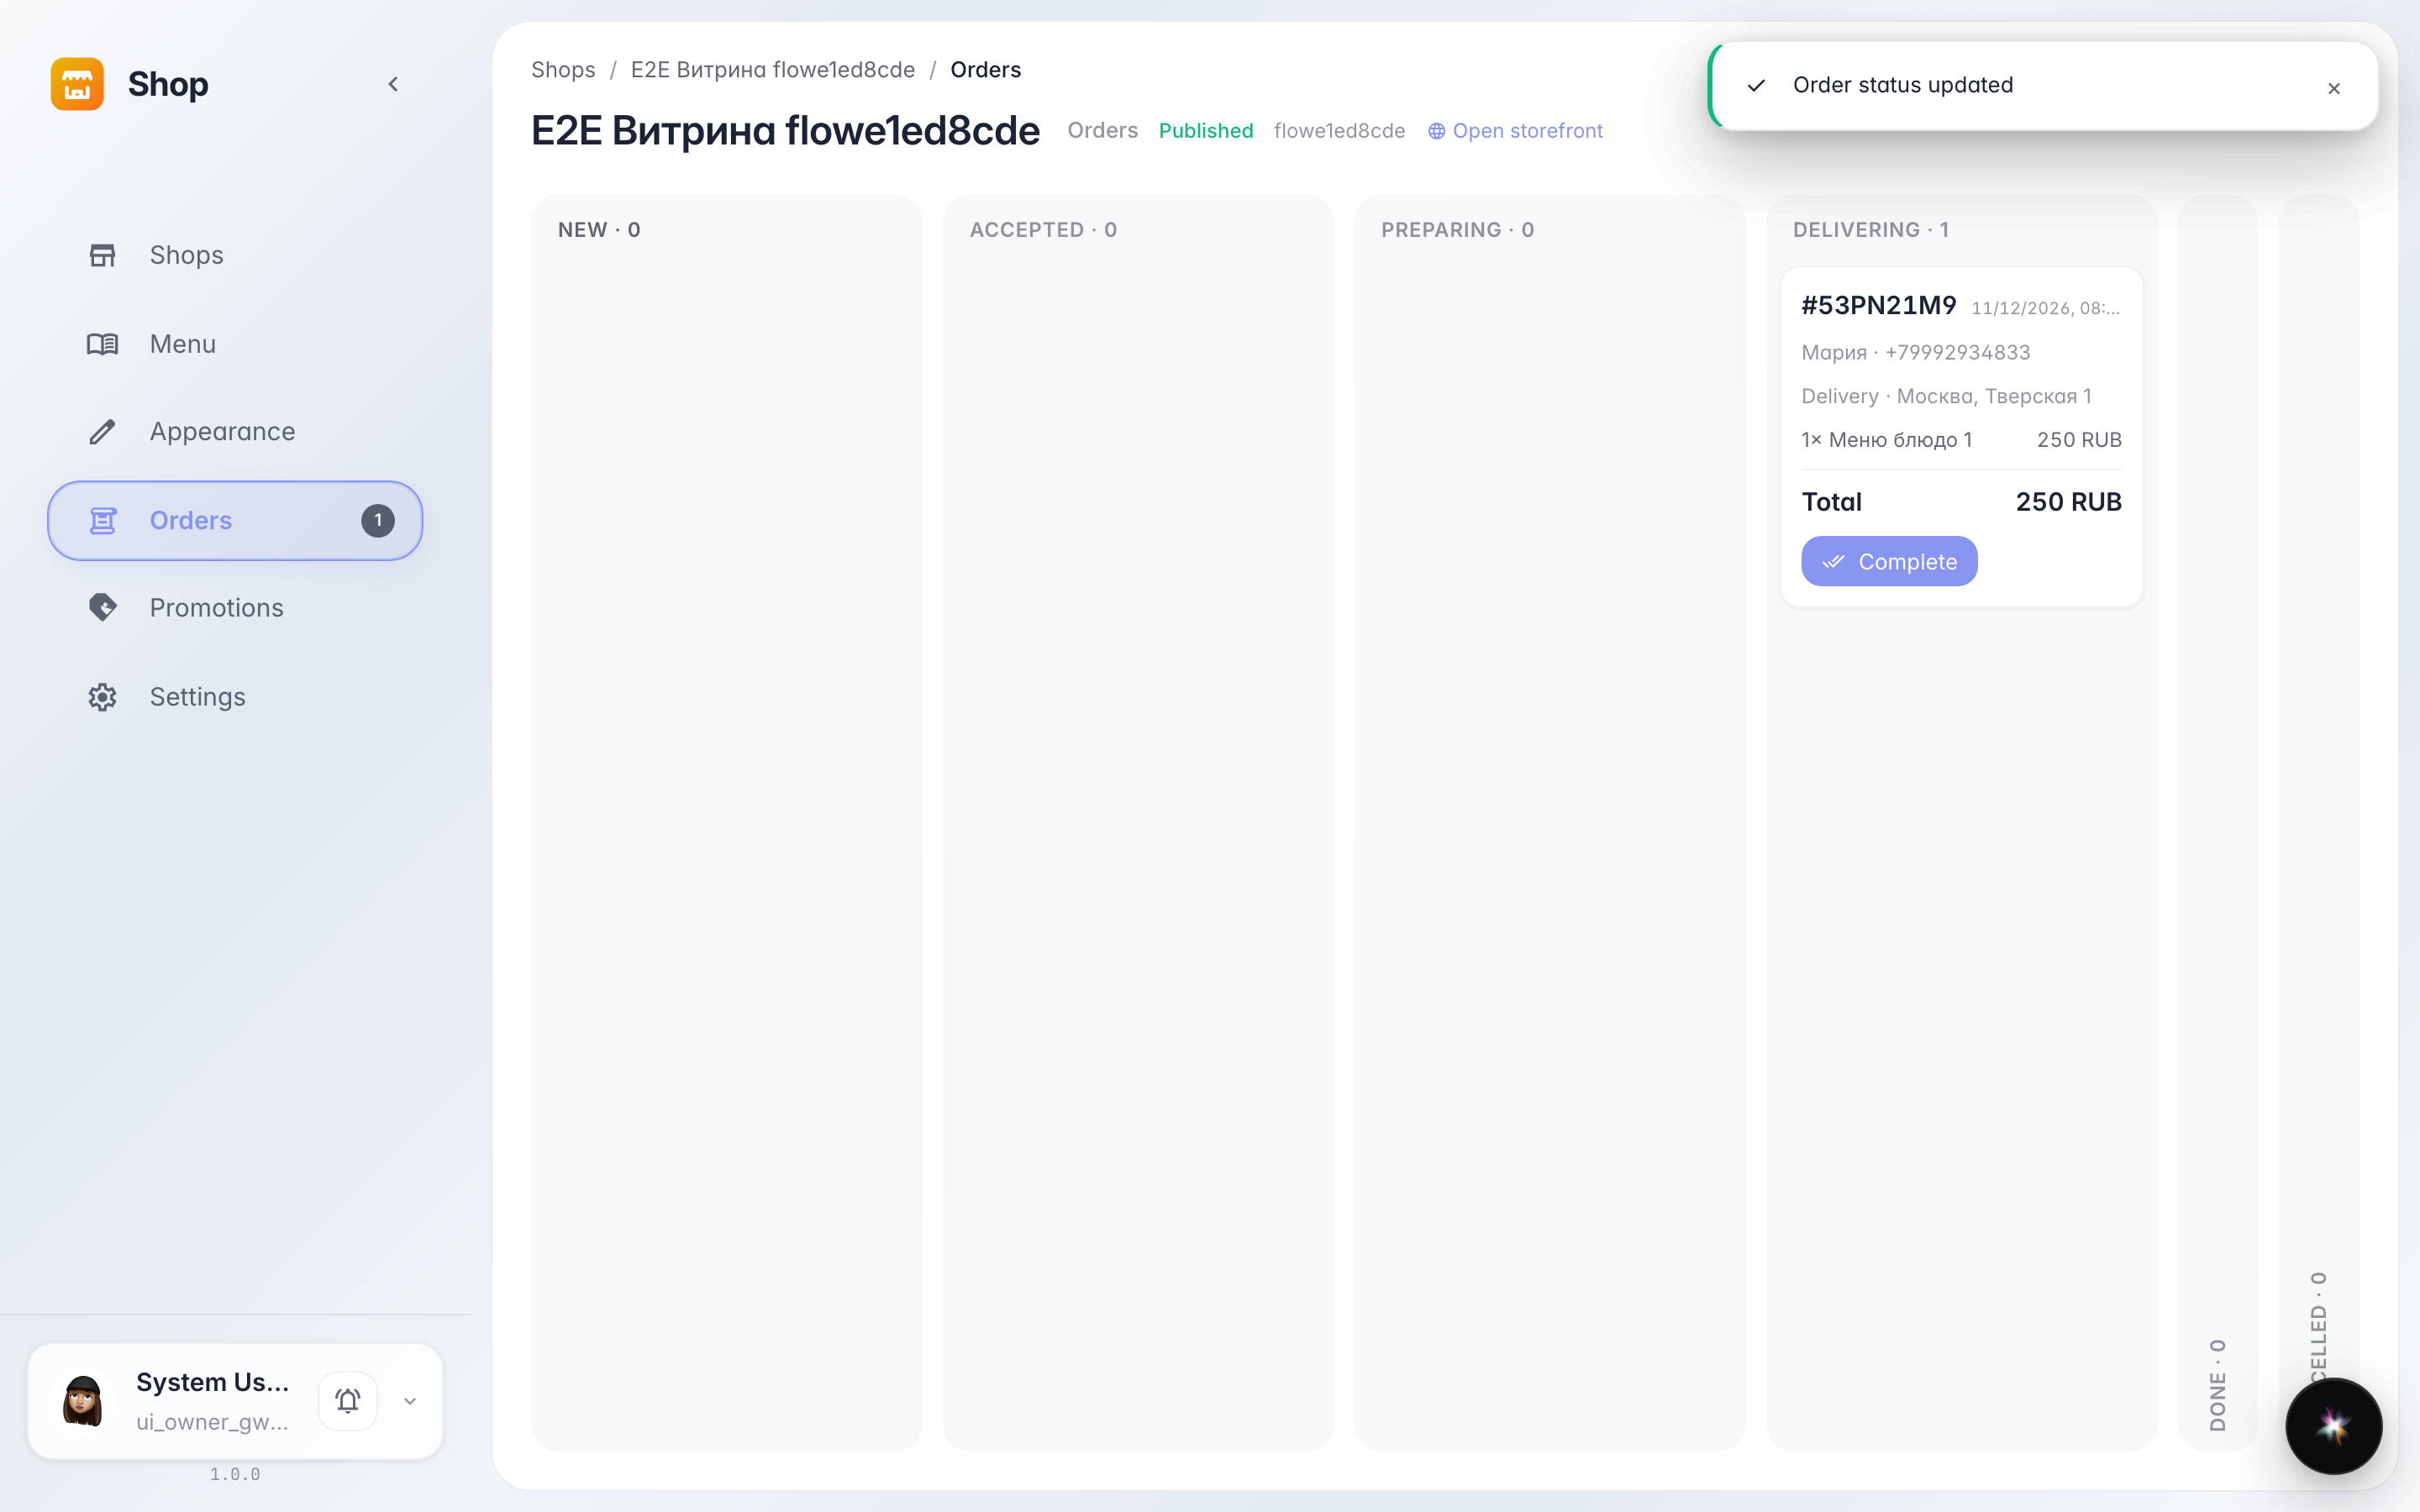 Shop
Shops
Menu
Appearance
Orders 1
Promotions
Settings
System Us...
ui_owner_gw...
1.0.0
Shops / E2E Витрина flowe1ed8cde / Orders
E2E Витрина flowe1ed8cde Orders Published flowe1ed8cde Open storefront
Order status updated
NEW · 0
ACCEPTED · 0
PREPARING · 0
DELIVERING · 1
#53PN21M9 11/12/2026, 08:...
Мария · +79992934833
Delivery · Москва, Тверская 1
1× Меню блюдо 1 250 RUB
Total 250 RUB
Complete
DONE · 0
CELLED · 0